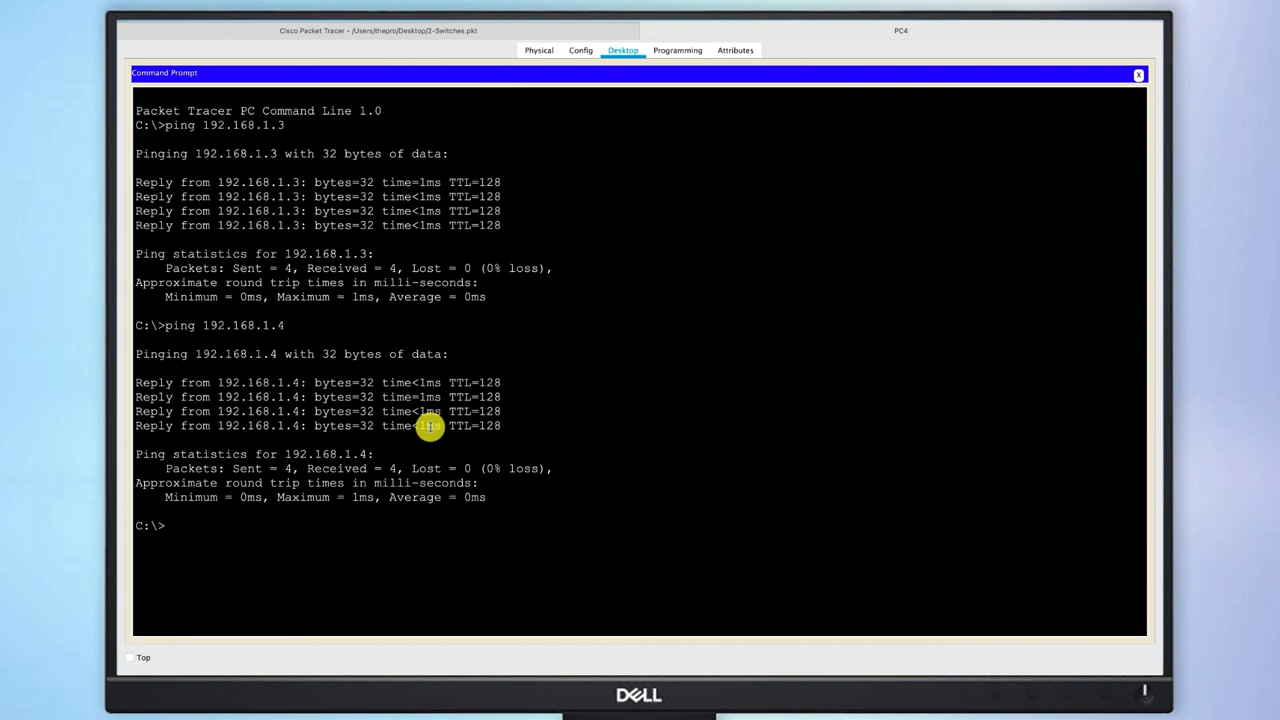 Cisco Packet Tracer - /Users/thepro/Desktop/2-Switches.pkt
PC4
Physical Config Desktop Programming Attributes
Command Prompt
X
Packet Tracer PC Command Line 1.0
C:\>ping 192.168.1.3
Pinging 192.168.1.3 with 32 bytes of data:
Reply from 192.168.1.3: bytes=32 time=1ms TTL=128
Reply from 192.168.1.3: bytes=32 time<1ms TTL=128
Reply from 192.168.1.3: bytes=32 time<1ms TTL=128
Reply from 192.168.1.3: bytes=32 time<1ms TTL=128
Ping statistics for 192.168.1.3:
Packets: Sent = 4, Received = 4, Lost = 0 (0% loss),
Approximate round trip times in milli-seconds:
Minimum = 0ms, Maximum = 1ms, Average = 0ms
C:\>ping 192.168.1.4
Pinging 192.168.1.4 with 32 bytes of data:
Reply from 192.168.1.4: bytes=32 time<1ms TTL=128
Reply from 192.168.1.4: bytes=32 time=1ms TTL=128
Reply from 192.168.1.4: bytes=32 time<1ms TTL=128
Reply from 192.168.1.4: bytes=32 time<1ms TTL=128
Ping statistics for 192.168.1.4:
Packets: Sent = 4, Received = 4, Lost = 0 (0% loss),
Approximate round trip times in milli-seconds:
Minimum = 0ms, Maximum = 1ms, Average = 0ms
C:\>
Top
DELL